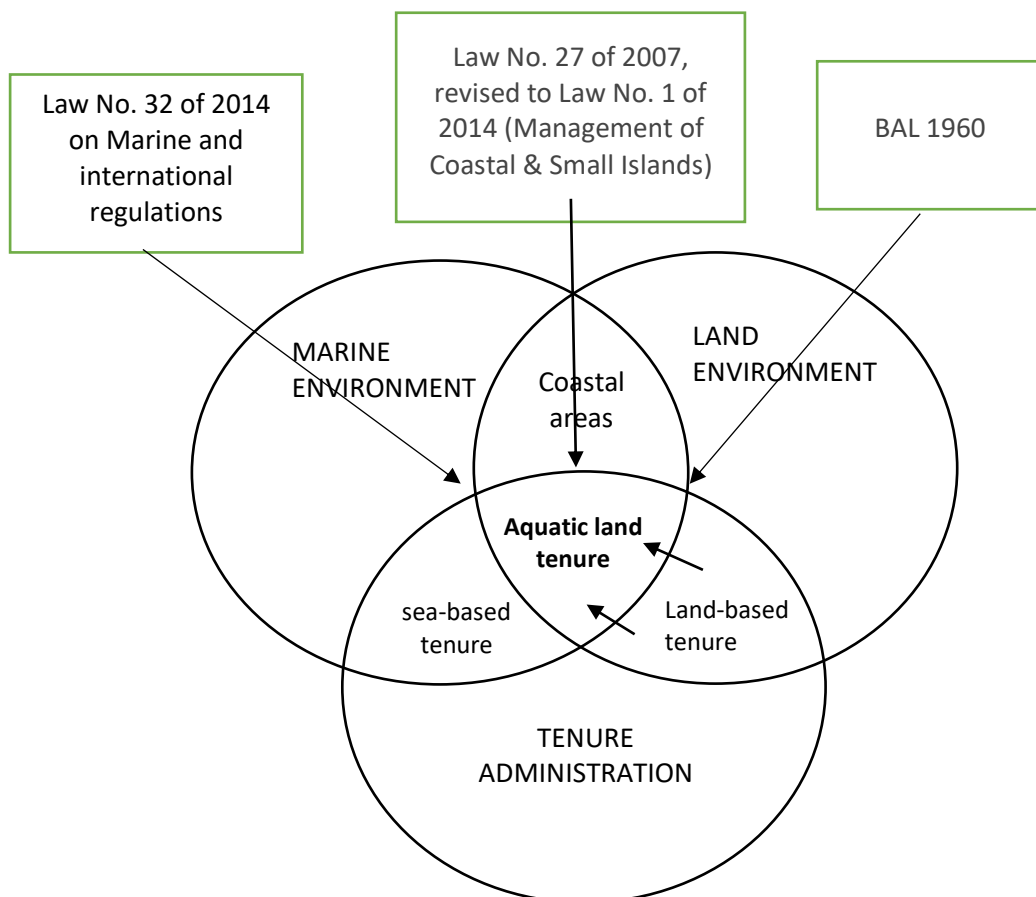 Law No. 32 of 2014
on Marine and
international
regulations
Law No. 27 of 2007,
revised to Law No. 1 of
2014 (Management of
Coastal & Small Islands)
BAL 1960
MARINE
ENVIRONMENT
LAND
ENVIRONMENT
Coastal
areas
Aquatic land
tenure
sea-based
tenure
Land-based
tenure
TENURE
ADMINISTRATION